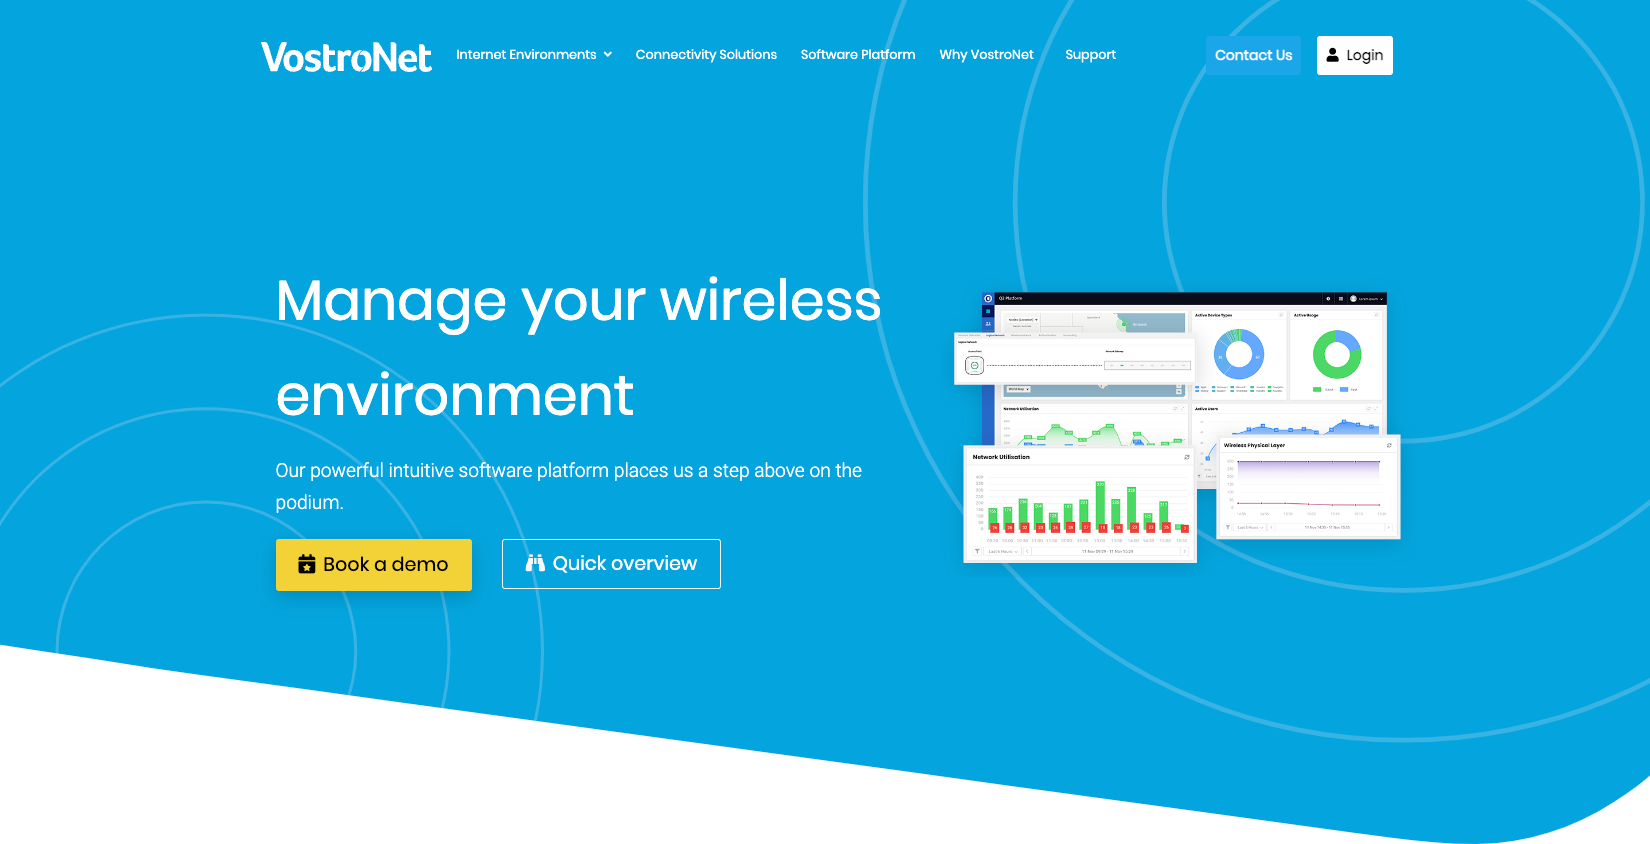 VostroNet
Internet Environments
Connectivity Solutions
Software Platform
Why VostroNet
Support
Contact Us
Login
Manage your wireless
environment
Our powerful intuitive software platform places us a step above on the
podium.
Book a demo
Quick overview
Active Device Types
Active Usage
Network Utilisation
Active Users
Network Utilisation
Wireless Physical Layer